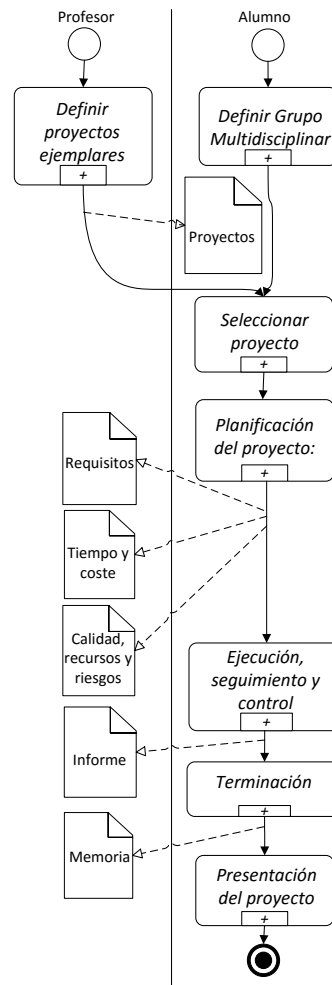 Profesor
Alumno
Definir
proyectos
ejemplares
+
Definir Grupo
Multidisciplinar
+
Proyectos
Seleccionar
proyecto
+
Planificación
del proyecto:
+
Requisitos
Tiempo y
coste
Calidad,
recursos y
riesgos
Ejecución,
seguimiento y
control
+
Informe
Terminación
+
Memoria
Presentación
del proyecto
+